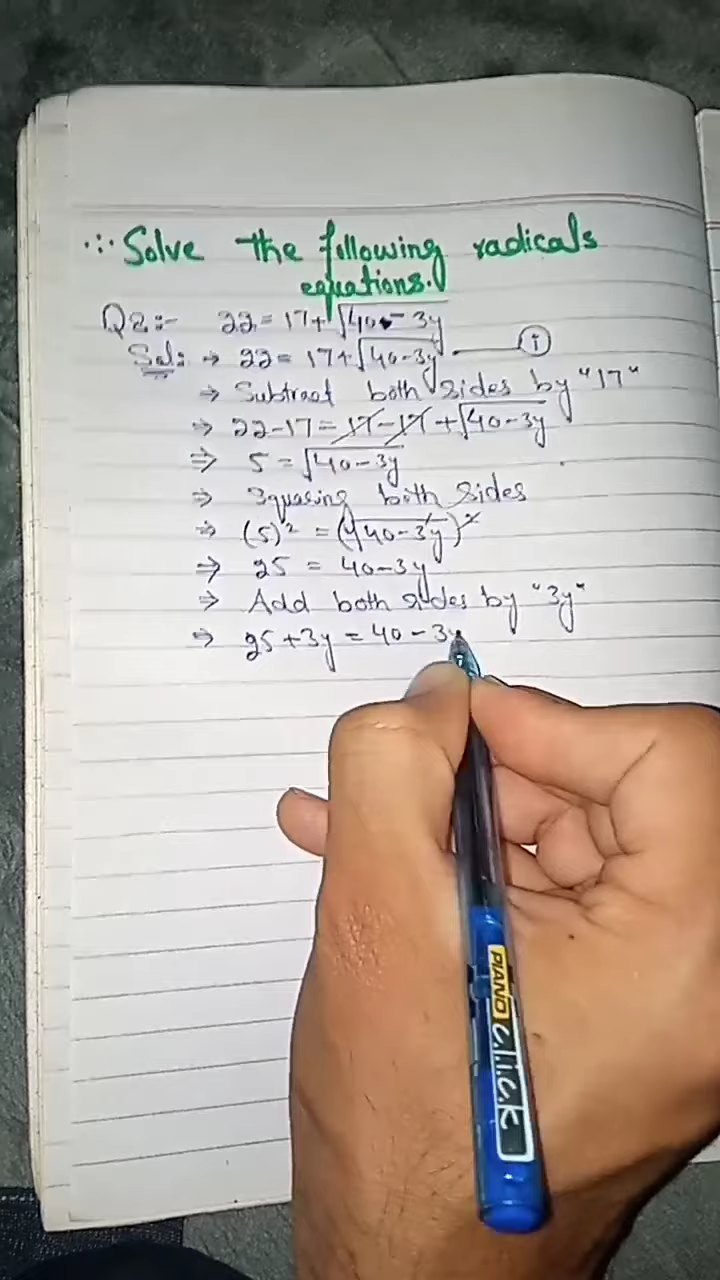 ∴ Solve the following radicals
equations.
Q2:- 22 = 17 + √40 - 3y
Sol: → 22 = 17 + √40 - 3y — (i)
⇒ Subtract both sides by "17"
⇒ 22 - 17 = 17 - 17 + √40 - 3y
⇒ 5 = √40 - 3y
⇒ Squasing both sides
⇒ (5)² = (√40 - 3y)²
⇒ 25 = 40 - 3y
⇒ Add both sides by "3y"
⇒ 25 + 3y = 40 - 3y
PIANO
click